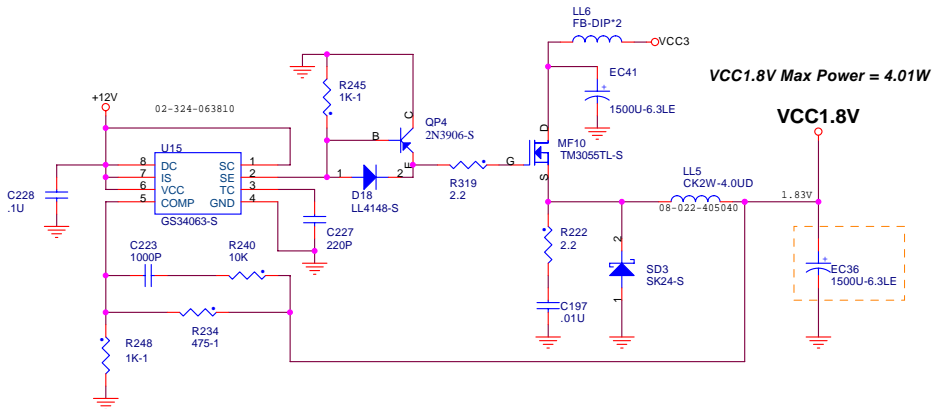 LL6
FB-DIP*2
VCC3
VCC1.8V Max Power = 4.01W
VCC1.8V
EC41
1500U-6.3LE
R245
1K-1
+12V
02-324-063810
C
B
E
QP4
2N3906-S
D
G
S
MF10
TM3055TL-S
U15
8 DC SC 1
7 IS SE 2
6 VCC TC 3
5 COMP GND 4
GS34063-S
1 2
D18
LL4148-S
R319
2.2
LL5
CK2W-4.0UD
08-022-405040
1.83V
C228
.1U
C227
220P
R222
2.2
2
1
SD3
SK24-S
EC36
1500U-6.3LE
C223
1000P
R240
10K
C197
.01U
R234
475-1
R248
1K-1